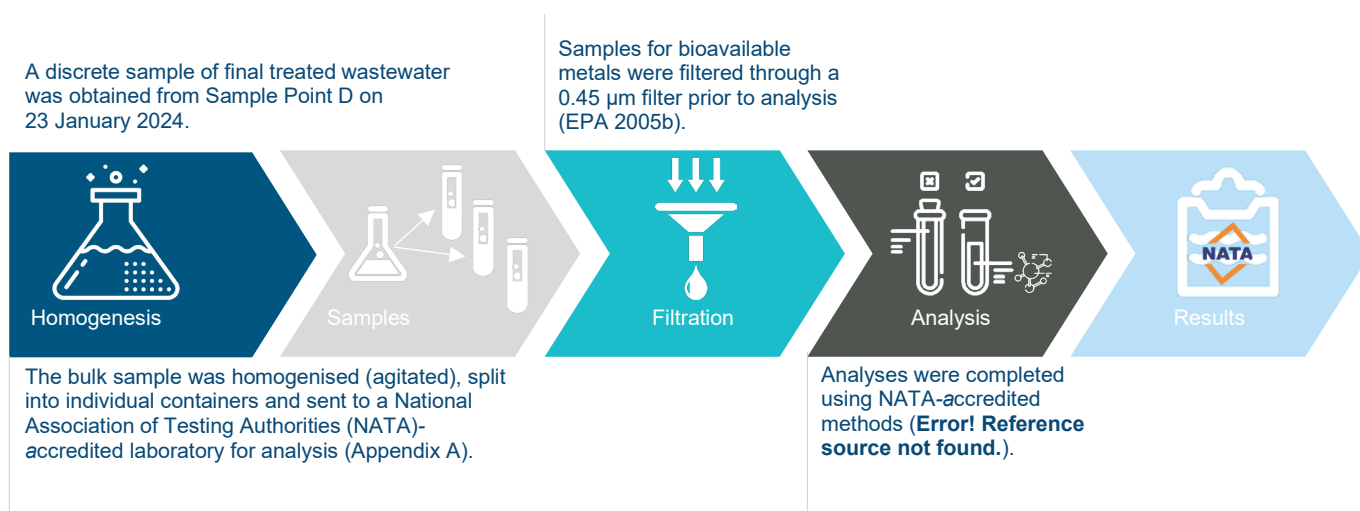 A discrete sample of final treated wastewater
was obtained from Sample Point D on
23 January 2024.
Samples for bioavailable
metals were filtered through a
0.45 µm filter prior to analysis
(EPA 2005b).
Homogenesis
Samples
Filtration
Analysis
NATA
Results
The bulk sample was homogenised (agitated), split
into individual containers and sent to a National
Association of Testing Authorities (NATA)-
accredited laboratory for analysis (Appendix A).
Analyses were completed
using NATA-accredited
methods (Error! Reference
source not found.).